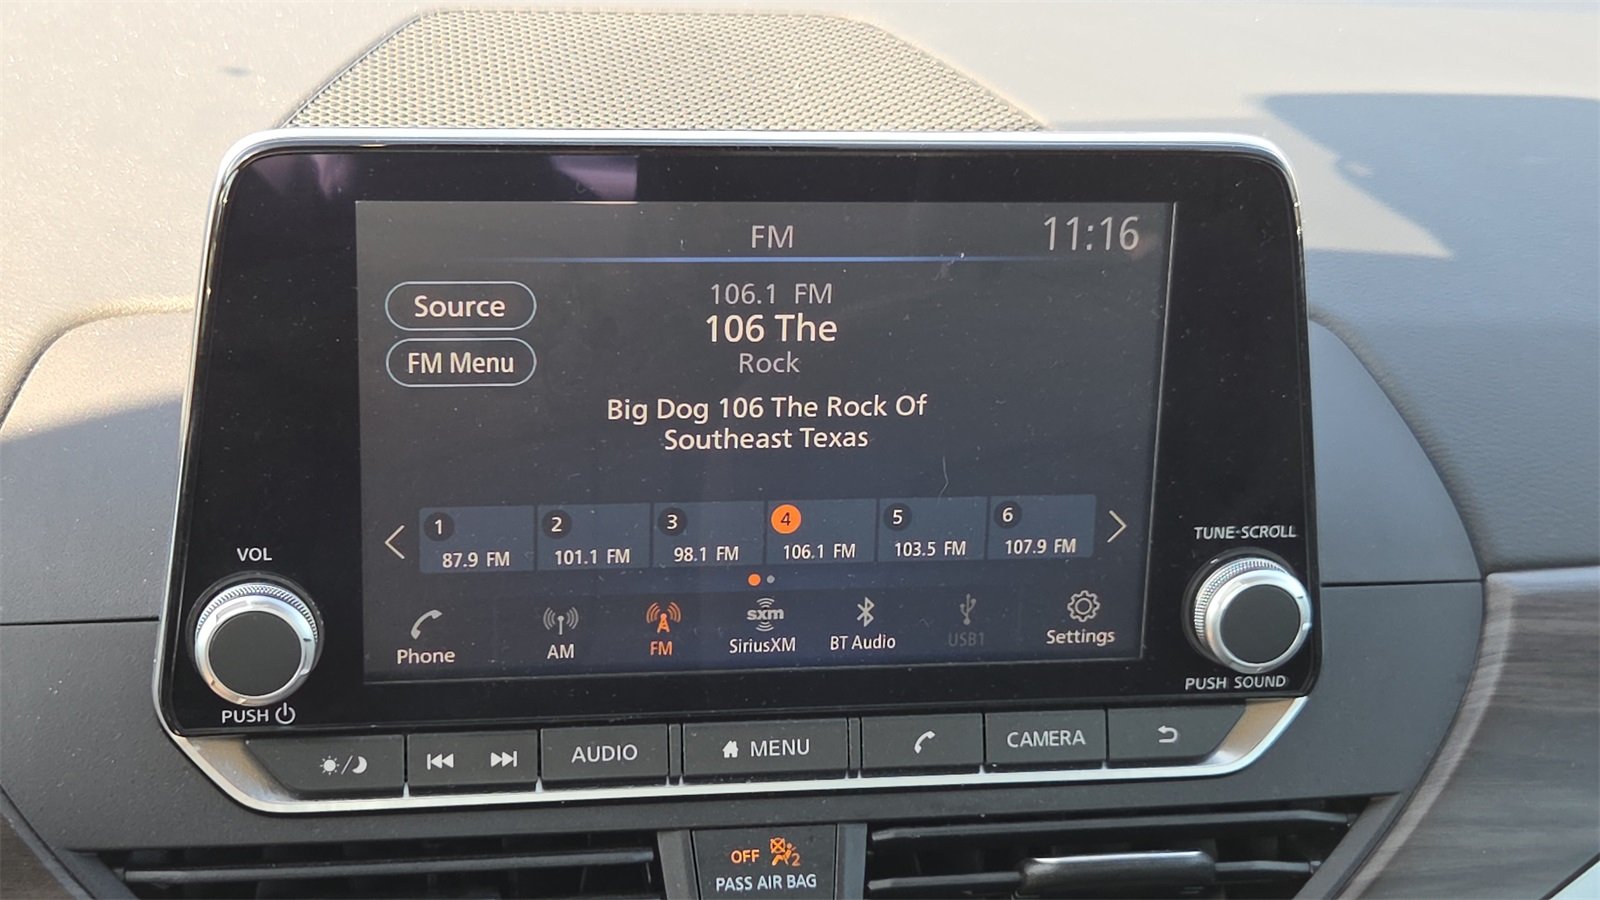 FM
11:16
106.1 FM
Source
106 The
FM Menu
Rock
Big Dog 106 The Rock Of
Southeast Texas
1
87.9 FM
2
101.1 FM
3
98.1 FM
4
106.1 FM
5
103.5 FM
6
107.9 FM
VOL
TUNE·SCROLL
Phone
AM
FM
sxm
SiriusXM
BT Audio
USB1
Settings
PUSH
PUSH SOUND
AUDIO
MENU
CAMERA
OFF
2
PASS AIR BAG